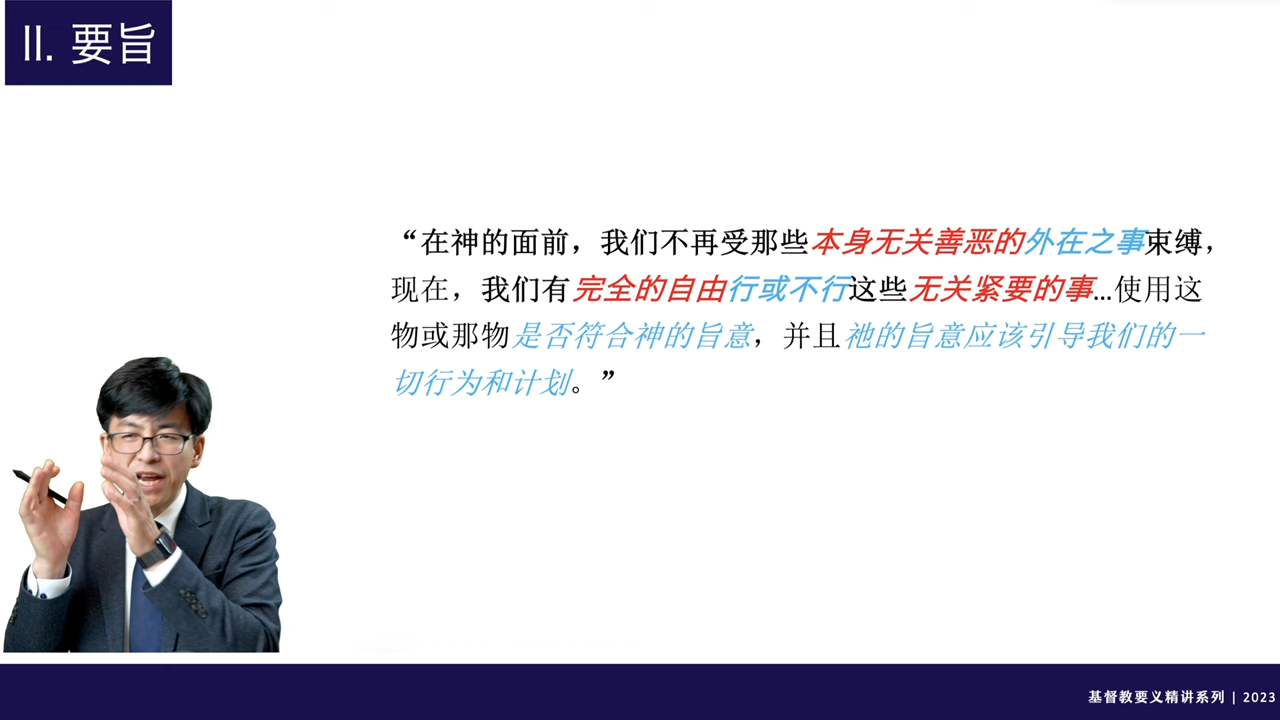 II. 要旨
“在神的面前，我们不再受那些本身无关善恶的外在之事束缚，
现在，我们有完全的自由行或不行这些无关紧要的事...使用这
物或那物是否符合神的旨意，并且祂的旨意应该引导我们的一
切行为和计划。”
基督教要义精讲系列 | 2023